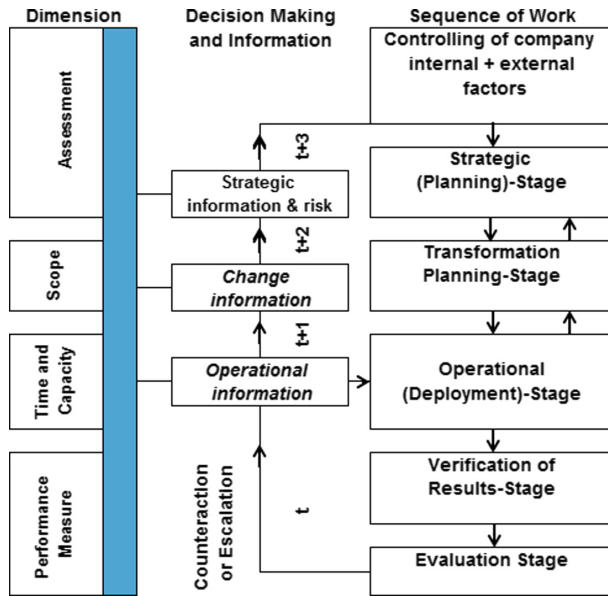 Dimension
Decision Making
and Information
Sequence of Work
Assessment
Scope
Time and
Capacity
Performance
Measure
t+3
Strategic
information & risk
t+2
Change
information
t+1
Operational
information
Counteraction
or Escalation
t
Controlling of company
internal + external
factors
Strategic
(Planning)-Stage
Transformation
Planning-Stage
Operational
(Deployment)-Stage
Verification of
Results-Stage
Evaluation Stage